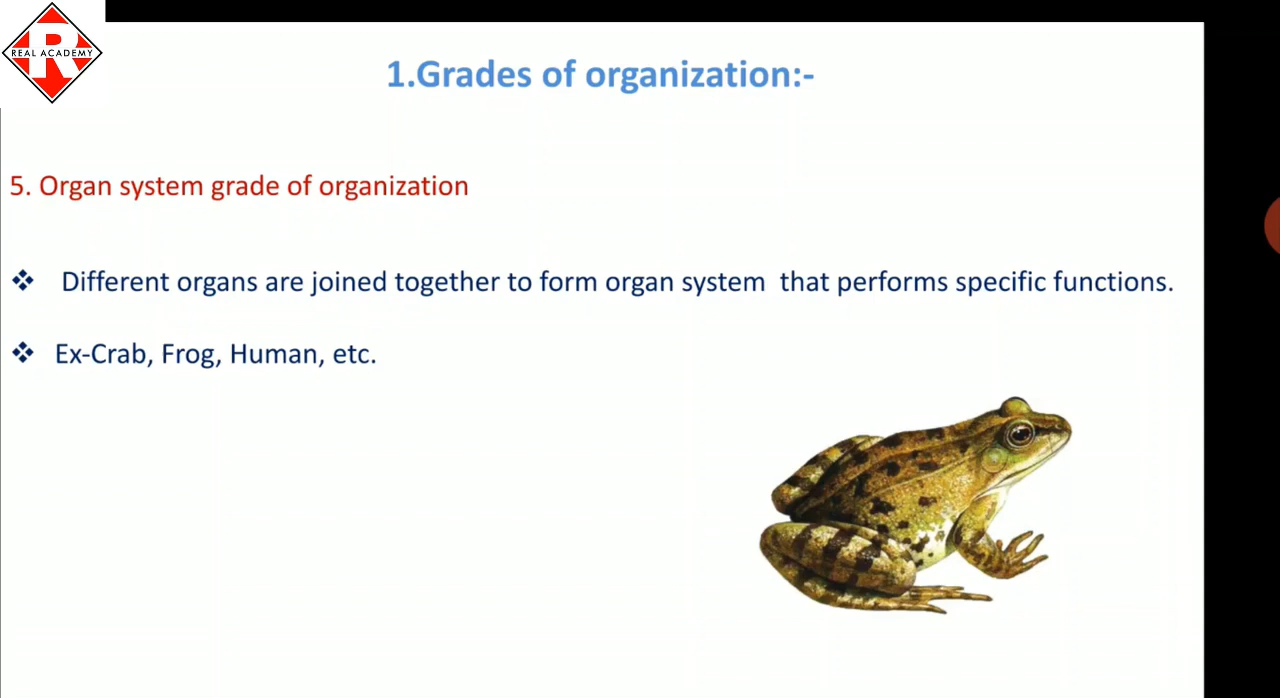 REAL ACADEMY
1.Grades of organization:-
5. Organ system grade of organization
❖ Different organs are joined together to form organ system that performs specific functions.
❖ Ex-Crab, Frog, Human, etc.